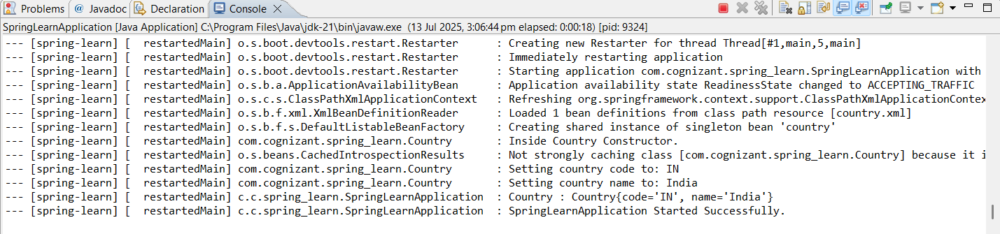 Problems @ Javadoc Declaration Console
SpringLearnApplication [Java Application] C:\Program Files\Java\jdk-21\bin\javaw.exe (13 Jul 2025, 3:06:44 pm elapsed: 0:00:18) [pid: 9324]
--- [spring-learn] [  restartedMain] o.s.boot.devtools.restart.Restarter      : Creating new Restarter for thread Thread[#1,main,5,main]
--- [spring-learn] [  restartedMain] o.s.boot.devtools.restart.Restarter      : Immediately restarting application
--- [spring-learn] [  restartedMain] o.s.boot.devtools.restart.Restarter      : Starting application com.cognizant.spring_learn.SpringLearnApplication with
--- [spring-learn] [  restartedMain] o.s.b.a.ApplicationAvailabilityBean      : Application availability state ReadinessState changed to ACCEPTING_TRAFFIC
--- [spring-learn] [  restartedMain] o.s.c.s.ClassPathXmlApplicationContext   : Refreshing org.springframework.context.support.ClassPathXmlApplicationContex
--- [spring-learn] [  restartedMain] o.s.b.f.xml.XmlBeanDefinitionReader      : Loaded 1 bean definitions from class path resource [country.xml]
--- [spring-learn] [  restartedMain] o.s.b.f.s.DefaultListableBeanFactory     : Creating shared instance of singleton bean 'country'
--- [spring-learn] [  restartedMain] com.cognizant.spring_learn.Country       : Inside Country Constructor.
--- [spring-learn] [  restartedMain] o.s.beans.CachedIntrospectionResults     : Not strongly caching class [com.cognizant.spring_learn.Country] because it i
--- [spring-learn] [  restartedMain] com.cognizant.spring_learn.Country       : Setting country code to: IN
--- [spring-learn] [  restartedMain] com.cognizant.spring_learn.Country       : Setting country name to: India
--- [spring-learn] [  restartedMain] c.c.spring_learn.SpringLearnApplication  : Country : Country{code='IN', name='India'}
--- [spring-learn] [  restartedMain] c.c.spring_learn.SpringLearnApplication  : SpringLearnApplication Started Successfully.